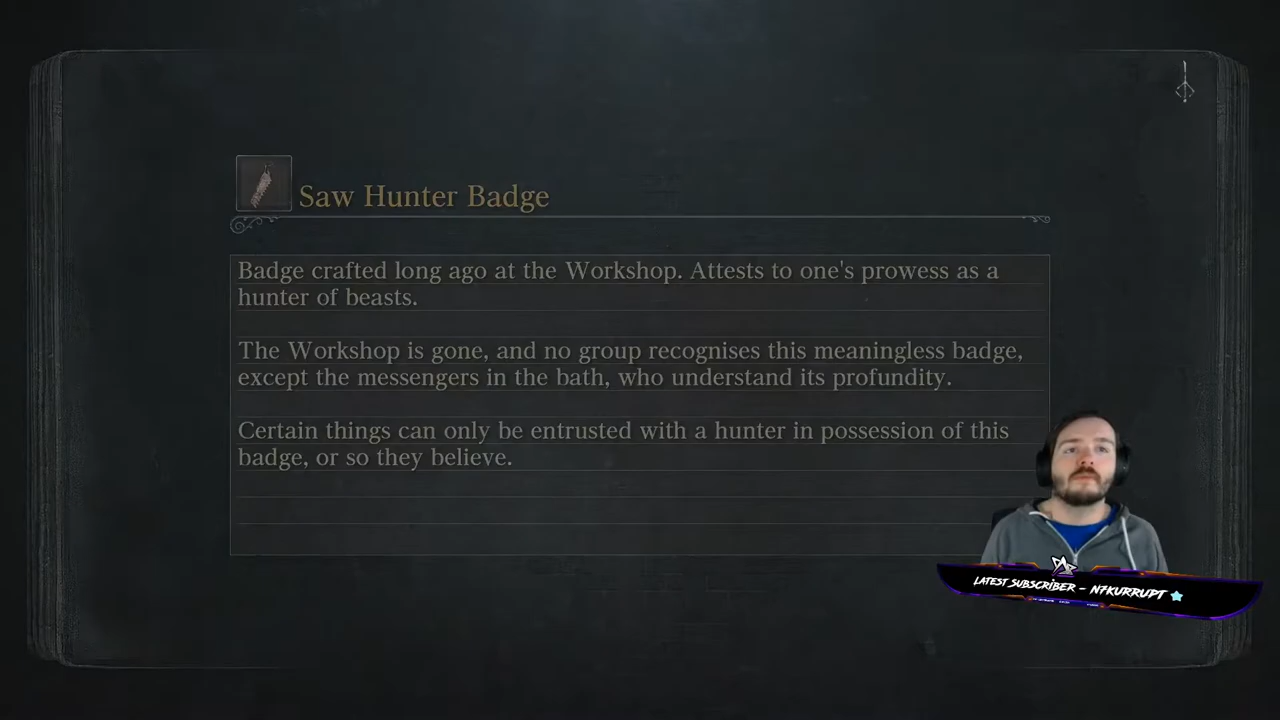 Saw Hunter Badge
Badge crafted long ago at the Workshop. Attests to one's prowess as a
hunter of beasts.
The Workshop is gone, and no group recognises this meaningless badge,
except the messengers in the bath, who understand its profundity.
Certain things can only be entrusted with a hunter in possession of this
badge, or so they believe.
Latest Subscriber - N7Kurrupt